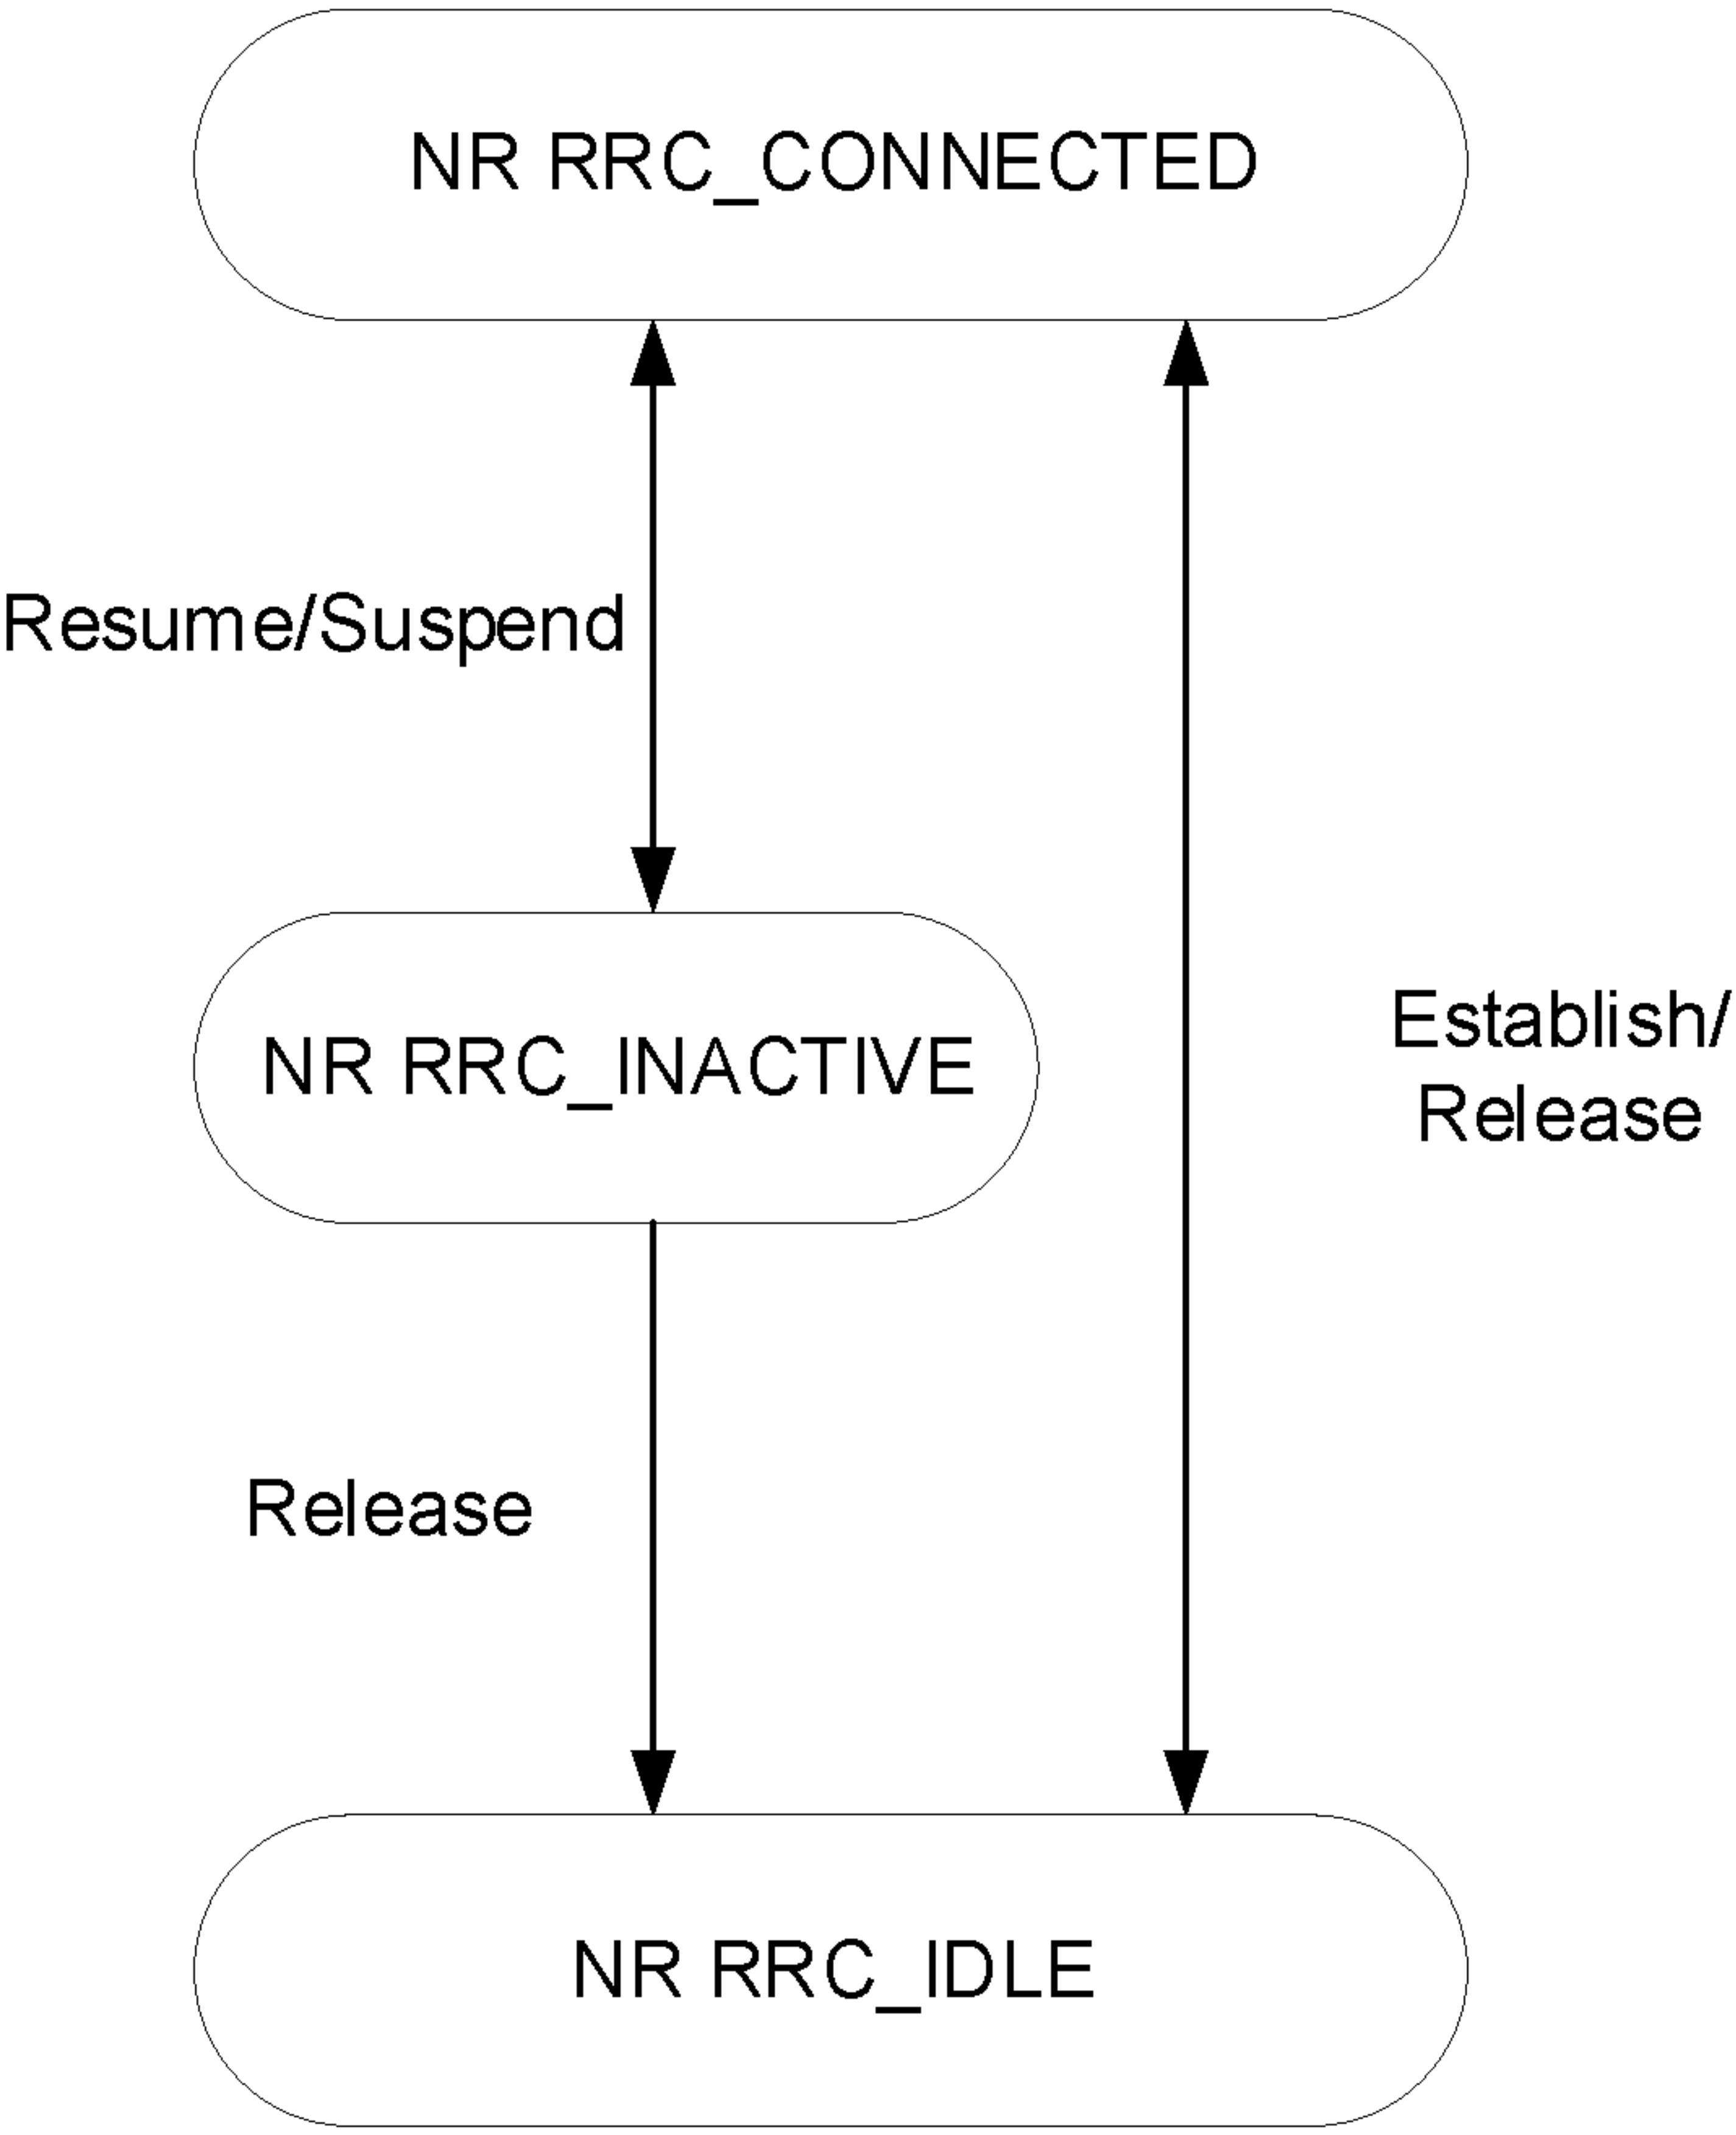 NR RRC_CONNECTED
Resume/Suspend
NR RRC_INACTIVE
Establish/
Release
Release
NR RRC_IDLE